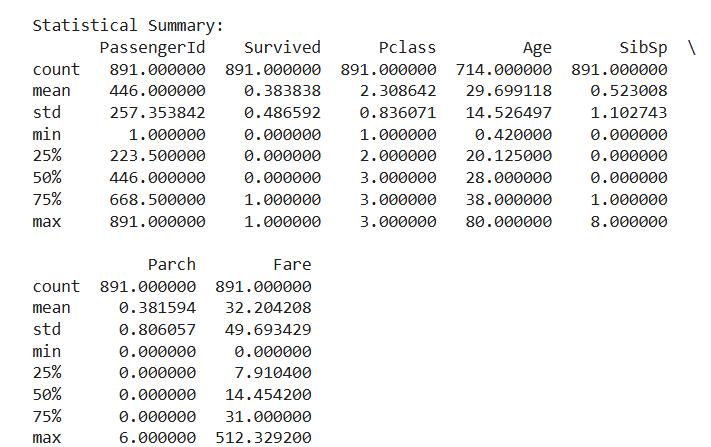 Statistical Summary:
       PassengerId    Survived      Pclass         Age       SibSp  \
count   891.000000  891.000000  891.000000  714.000000  891.000000
mean    446.000000    0.383838    2.308642   29.699118    0.523008
std     257.353842    0.486592    0.836071   14.526497    1.102743
min       1.000000    0.000000    1.000000    0.420000    0.000000
25%     223.500000    0.000000    2.000000   20.125000    0.000000
50%     446.000000    0.000000    3.000000   28.000000    0.000000
75%     668.500000    1.000000    3.000000   38.000000    1.000000
max     891.000000    1.000000    3.000000   80.000000    8.000000

            Parch        Fare
count  891.000000  891.000000
mean     0.381594   32.204208
std      0.806057   49.693429
min      0.000000    0.000000
25%      0.000000    7.910400
50%      0.000000   14.454200
75%      0.000000   31.000000
max      6.000000  512.329200